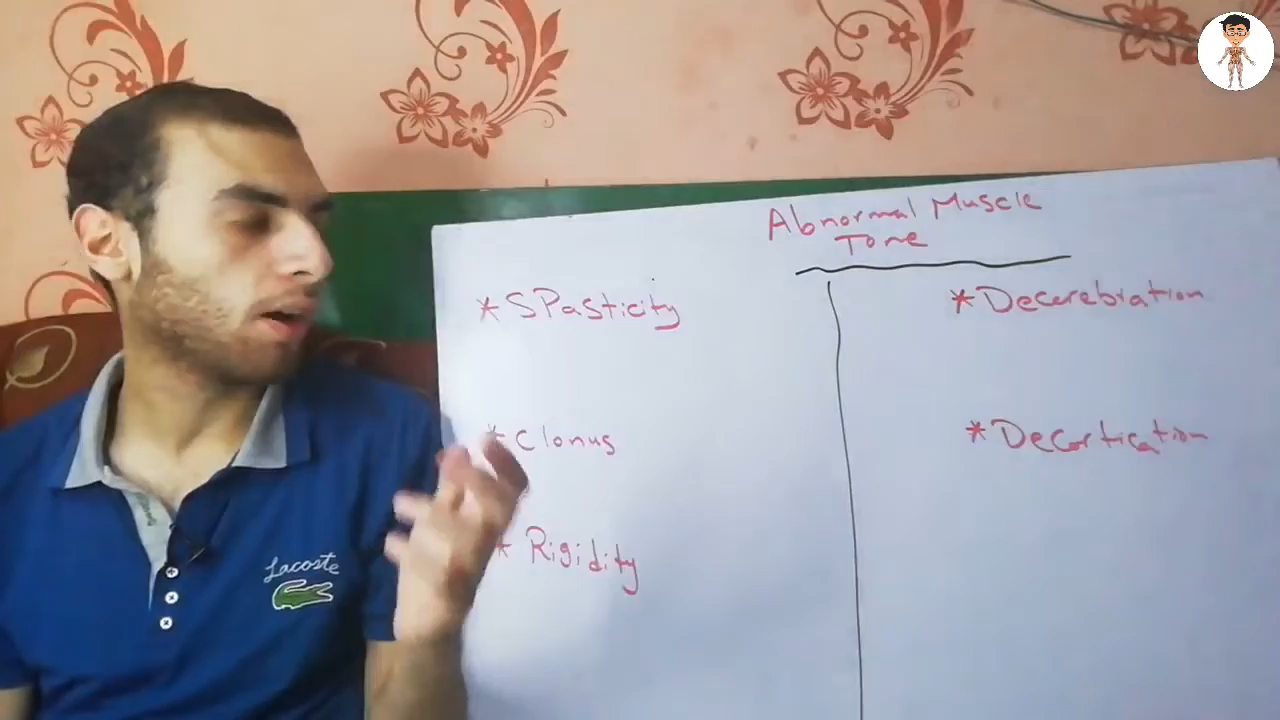 Abnormal Muscle
Tone
* SPasticity
* Clonus
* Rigidity
* Decerebration
* Decortication
Lacoste